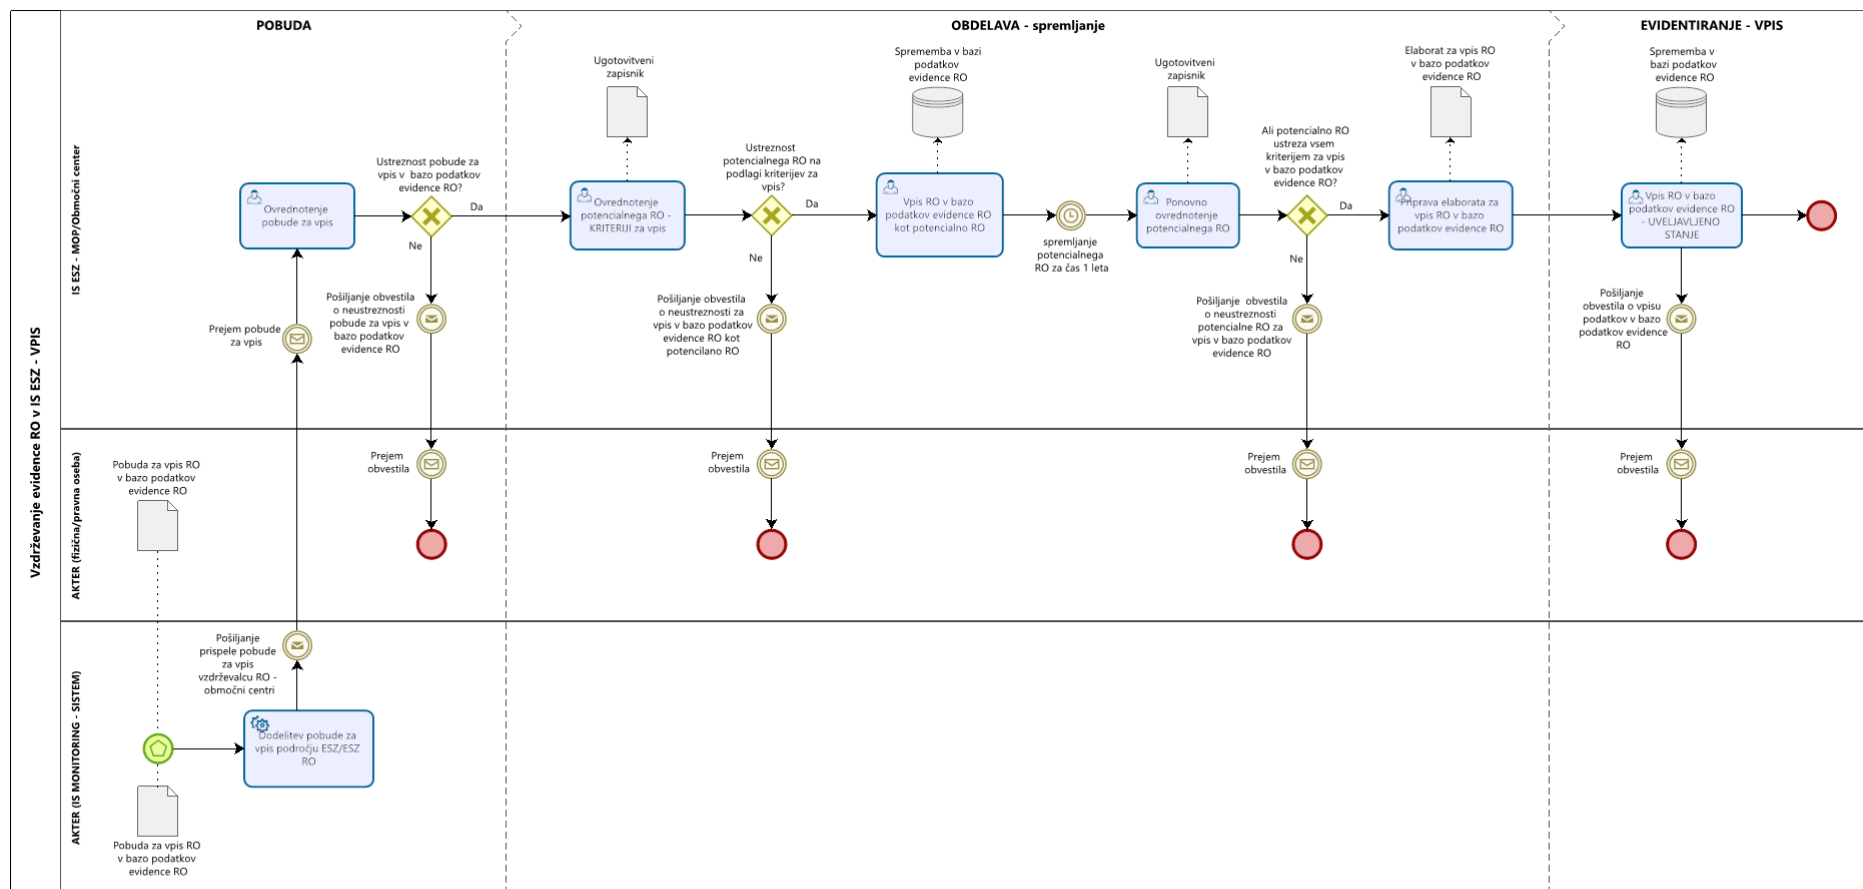 POBUDA
OBDELAVA - spremljanje
EVIDENTIRANJE - VPIS
Vzdrževanje evidence RO v IS ESZ - VPIS
IS ESZ - MOP/Območni center
Ustreznost pobude za
vpis v bazo podatkov
evidence RO?
Ovrednotenje
pobude za vpis
Da
Ne
Prejem pobude
za vpis
Pošiljanje obvestila
o neustreznosti
pobude za vpis v
bazo podatkov
evidence RO
Ugotovitveni
zapisnik
Ovrednotenje
potencialnega RO -
KRITERIJI za vpis
Ustreznost
potencialnega RO na
podlagi kriterijev za
vpis?
Da
Ne
Pošiljanje obvestila
o neustreznosti za
vpis v bazo podatkov
evidence RO kot
potencilano RO
Sprememba v bazi
podatkov
evidence RO
Vpis RO v bazo
podatkov evidence RO
kot potencialno RO
spremljanje
potencialnega
RO za čas 1 leta
Ugotovitveni
zapisnik
Ponovno
ovrednotenje
potencialnega RO
Ali potencialno RO
ustreza vsem
kriterijem za vpis
v bazo podatkov
evidence RO?
Da
Ne
Pošiljanje obvestila
o neustreznosti
potencialne RO za
vpis v bazo podatkov
evidence RO
Elaborat za vpis RO
v bazo podatkov
evidence RO
Priprava elaborata za
vpis RO v bazo
podatkov evidence RO
Sprememba v
bazi podatkov
evidence RO
Vpis RO v bazo
podatkov evidence RO
- UVELJAVLJENO
STANJE
Pošiljanje
obvestila o vpisu
podatkov v bazo
podatkov evidence
RO
AKTER (fizična/pravna oseba)
Pobuda za vpis RO
v bazo podatkov
evidence RO
Prejem
obvestila
Prejem
obvestila
Prejem
obvestila
Prejem
obvestila
AKTER (IS MONITORING - SISTEM)
Pošiljanje
prispele pobude
za vpis
vzdrževalcu RO -
območni centri
Dodelitev pobude za
vpis področju ESZ/ESZ
RO
Pobuda za vpis RO
v bazo podatkov
evidence RO